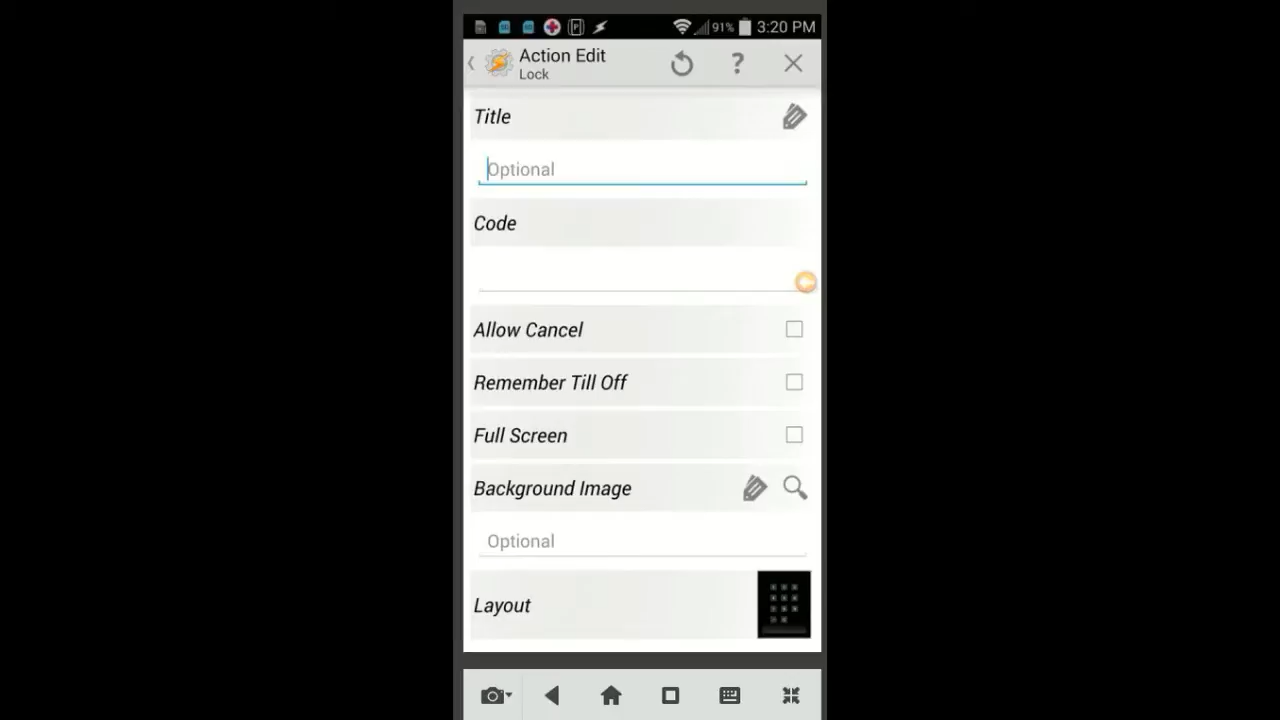 91% 3:20 PM
Action Edit
Lock
Title
Optional
Code
Allow Cancel
Remember Till Off
Full Screen
Background Image
Optional
Layout